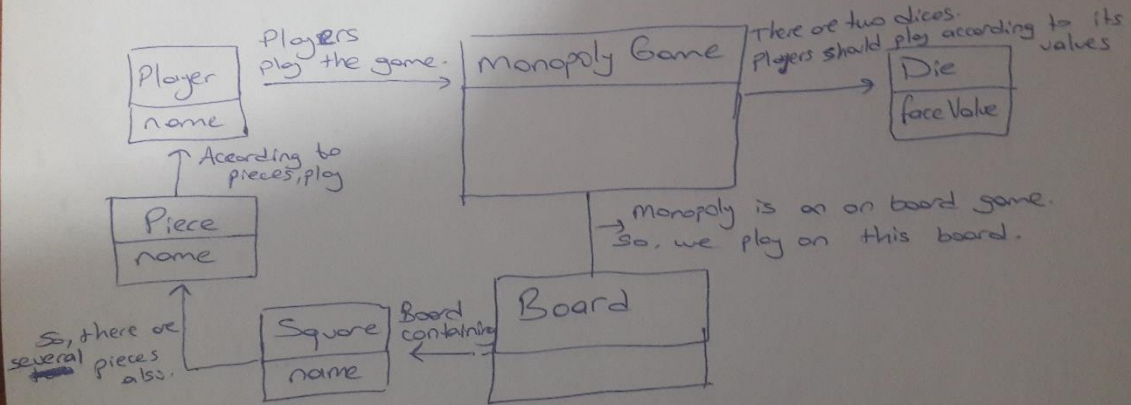 Player
name
Players
play the game.
Monopoly Game
There are two dices.
Players should play according to its
values
Die
faceValue
According to
pieces, play
Piece
name
Monopoly is an on board game.
So, we play on this board.
Board
Board
containing
Square
name
So, there are
several pieces
also.